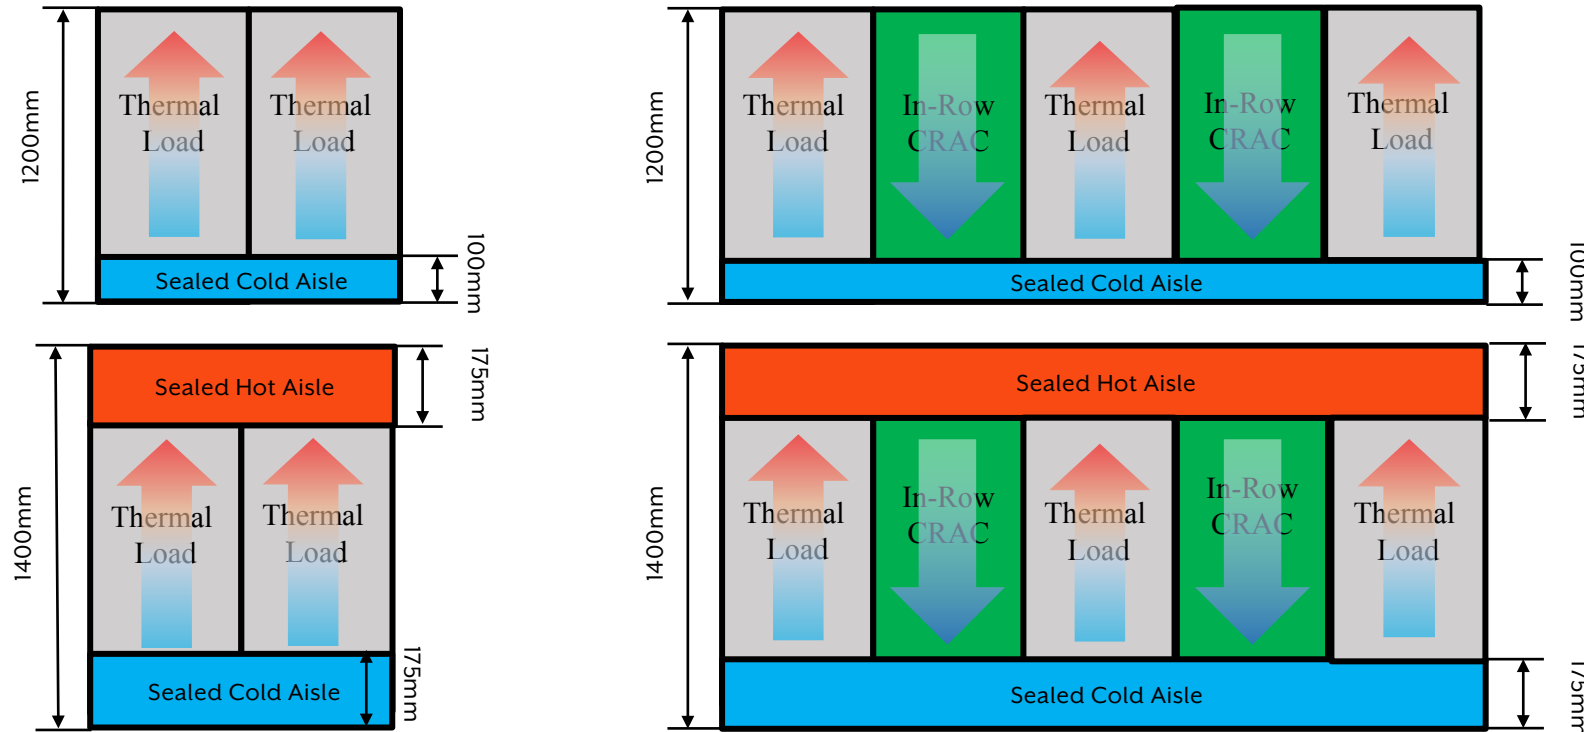 1200mm
Thermal
Load
Thermal
Load
Sealed Cold Aisle
100mm
1200mm
Thermal
Load
In-Row
CRAC
Thermal
Load
In-Row
CRAC
Thermal
Load
Sealed Cold Aisle
100mm
1400mm
Sealed Hot Aisle
175mm
Thermal
Load
Thermal
Load
Sealed Cold Aisle
175mm
1400mm
Sealed Hot Aisle
175mm
Thermal
Load
In-Row
CRAC
Thermal
Load
In-Row
CRAC
Thermal
Load
Sealed Cold Aisle
175mm